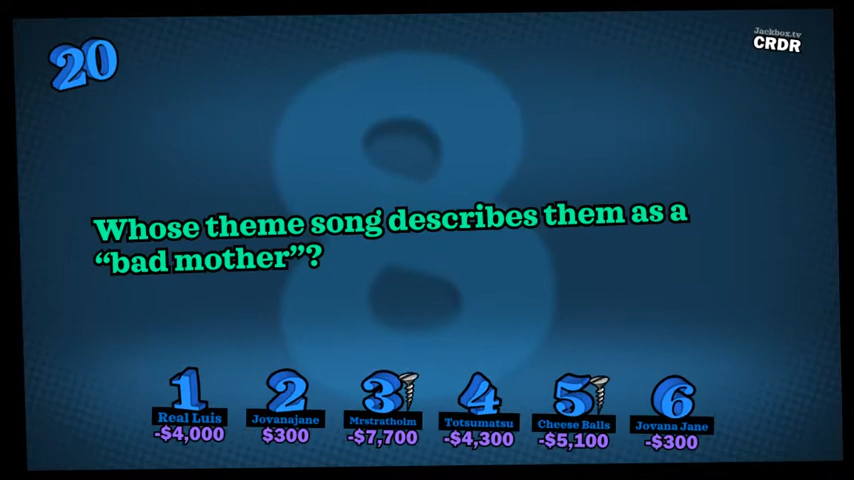 20
Jackbox.tv
CRDR
8
Whose theme song describes them as a
“bad mother”?
1 2 3 4 5 6
Real Luis Jovanajane Mrstratholm Totsumatsu Cheese Balls Jovana Jane
-$4,000 $300 -$7,700 -$4,300 -$5,100 -$300